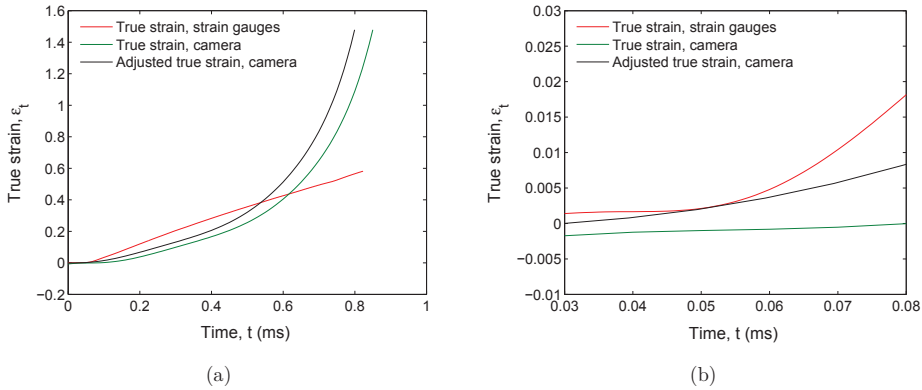 1.6
1.4
1.2
1
0.8
0.6
0.4
0.2
0
−0.2
True strain, εt
True strain, strain gauges
True strain, camera
Adjusted true strain, camera
0 0.2 0.4 0.6 0.8 1
Time, t (ms)
(a)
0.03
0.025
0.02
0.015
0.01
0.005
0
−0.005
−0.01
True strain, εt
True strain, strain gauges
True strain, camera
Adjusted true strain, camera
0.03 0.04 0.05 0.06 0.07 0.08
Time, t (ms)
(b)